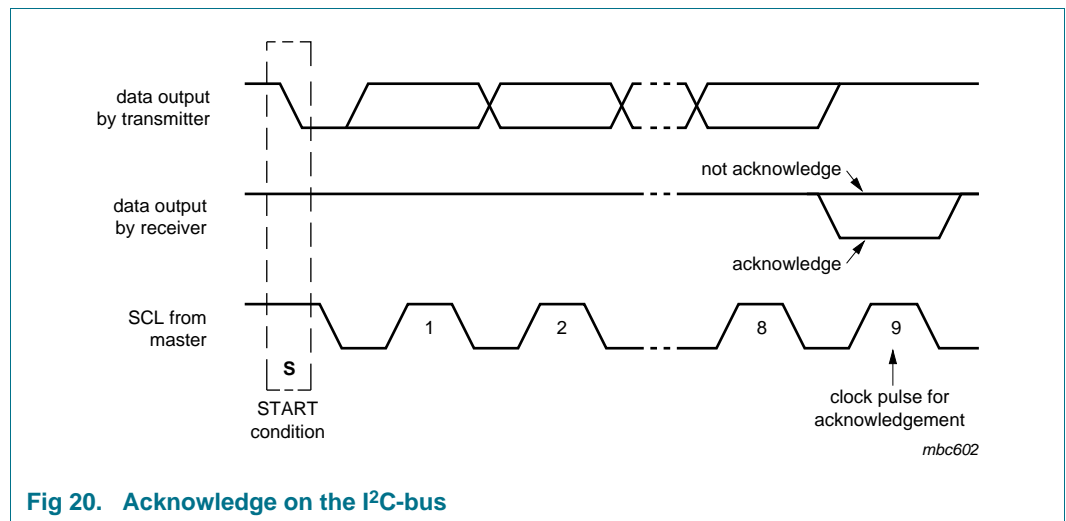 data output
by transmitter
not acknowledge
data output
by receiver
acknowledge
SCL from
master
1
2
8
9
S
START
condition
clock pulse for
acknowledgement
mbc602
Fig 20. Acknowledge on the I²C-bus